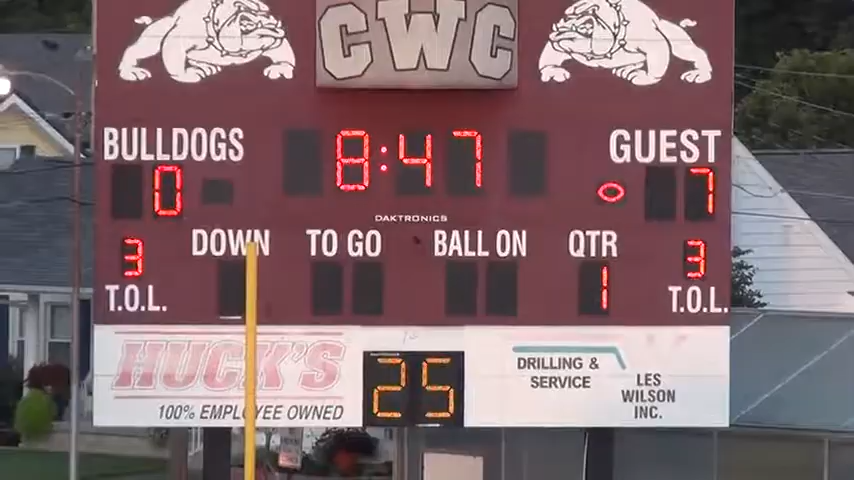 CWC
BULLDOGS 8:47 GUEST
0 7
DAKTRONICS
3 DOWN TO GO BALL ON QTR 3
T.O.L. 1 T.O.L.
HUCK'S
100% EMPLOYEE OWNED
25
DRILLING &
SERVICE
LES
WILSON
INC.